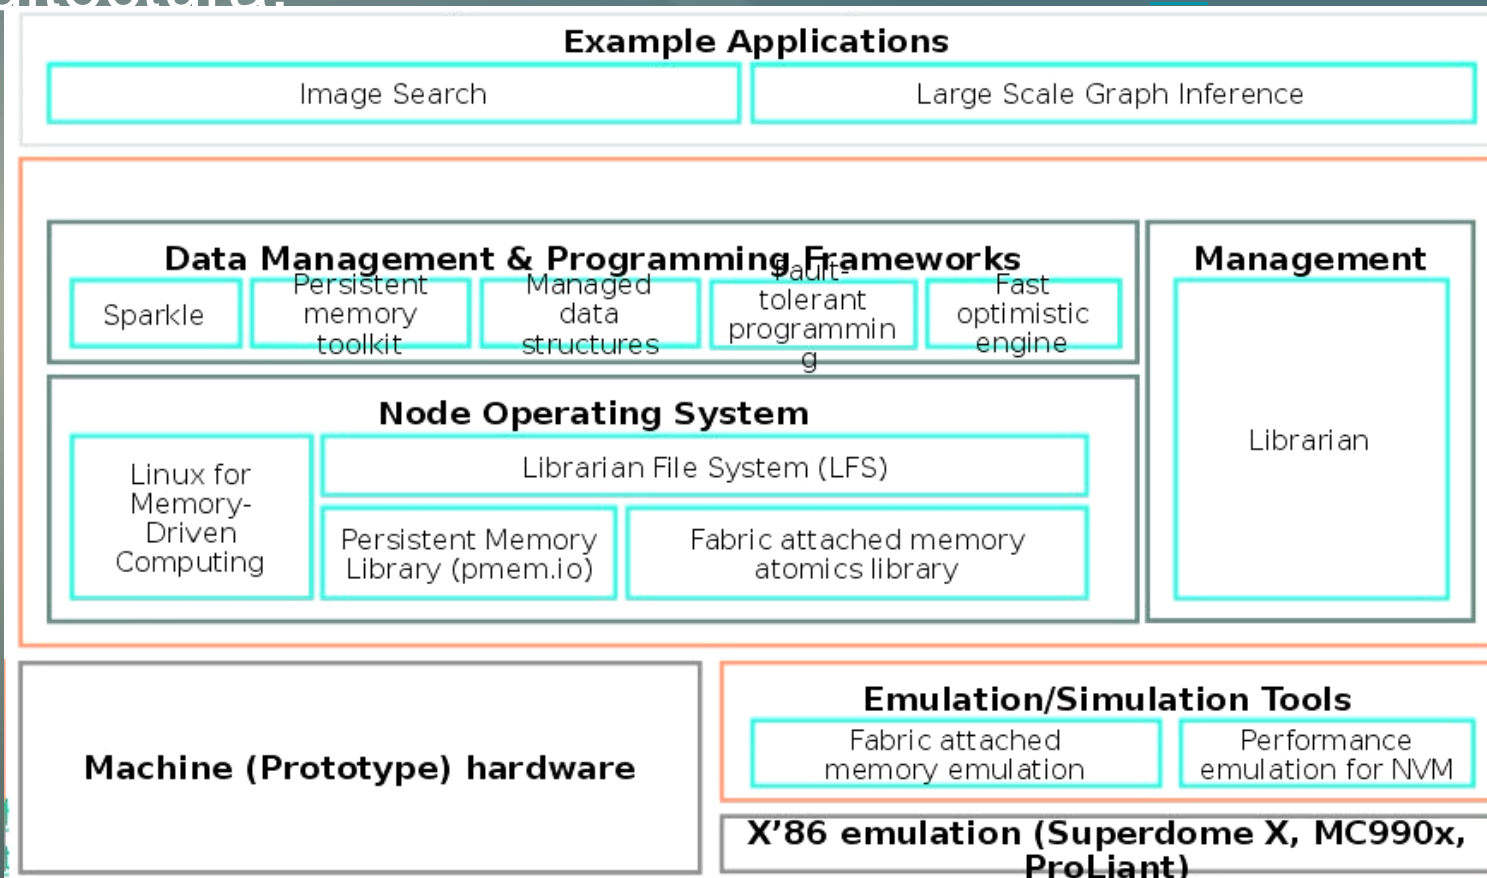 Example Applications
Image Search
Large Scale Graph Inference
Data Management & Programming Frameworks
Management
Sparkle
Persistent
memory
toolkit
Managed
data
structures
Fault-
tolerant
programmin
g
Fast
optimistic
engine
Librarian
Node Operating System
Linux for
Memory-
Driven
Computing
Librarian File System (LFS)
Persistent Memory
Library (pmem.io)
Fabric attached memory
atomics library
Machine (Prototype) hardware
Emulation/Simulation Tools
Fabric attached
memory emulation
Performance
emulation for NVM
X’86 emulation (Superdome X, MC990x,
ProLiant)